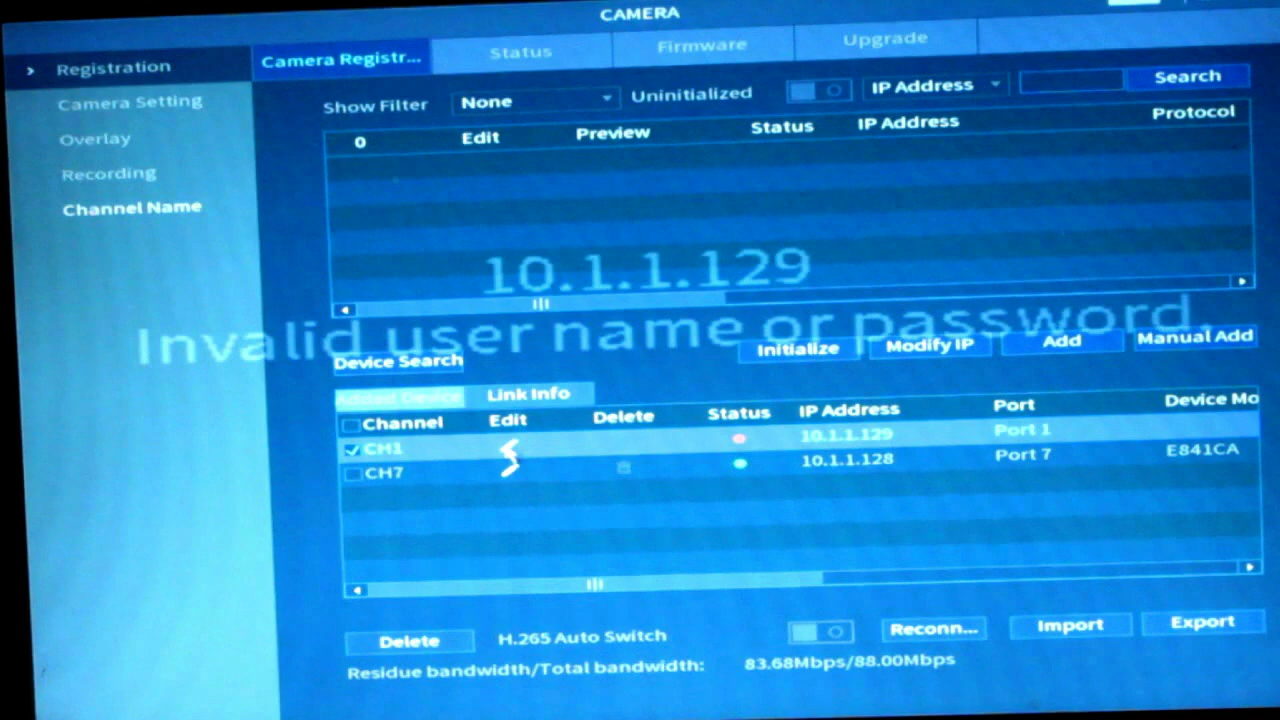 CAMERA
Registration
Camera Setting
Overlay
Recording
Channel Name
Camera Registr... Status Firmware Upgrade
Show Filter None Uninitialized IP Address Search
0 Edit Preview Status IP Address Protocol
10.1.1.129
Invalid user name or password.
Device Search Initialize Modify IP Add Manual Add
Added Device Link Info
Channel Edit Delete Status IP Address Port Device Mo
CH1 10.1.1.129 Port 1
CH7 10.1.1.128 Port 7 E841CA
Delete H.265 Auto Switch Reconn... Import Export
Residue bandwidth/Total bandwidth: 83.68Mbps/88.00Mbps